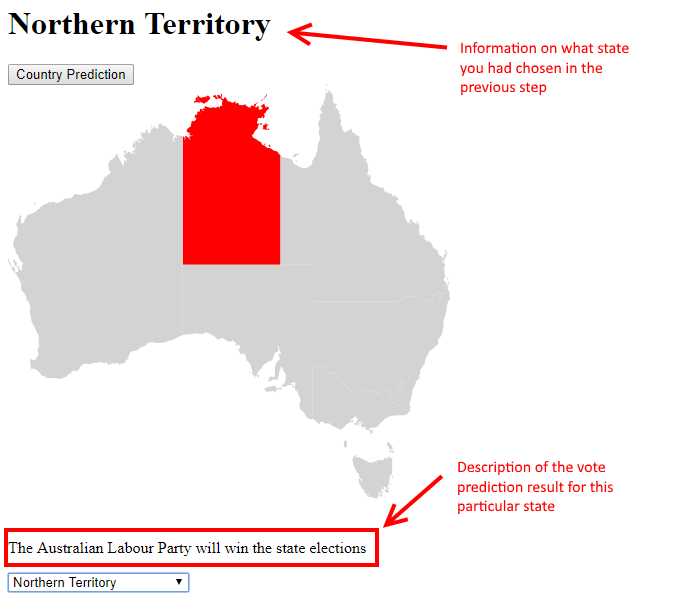 Northern Territory
Information on what state
you had chosen in the
previous step
Country Prediction
Description of the vote
prediction result for this
particular state
The Australian Labour Party will win the state elections
Northern Territory